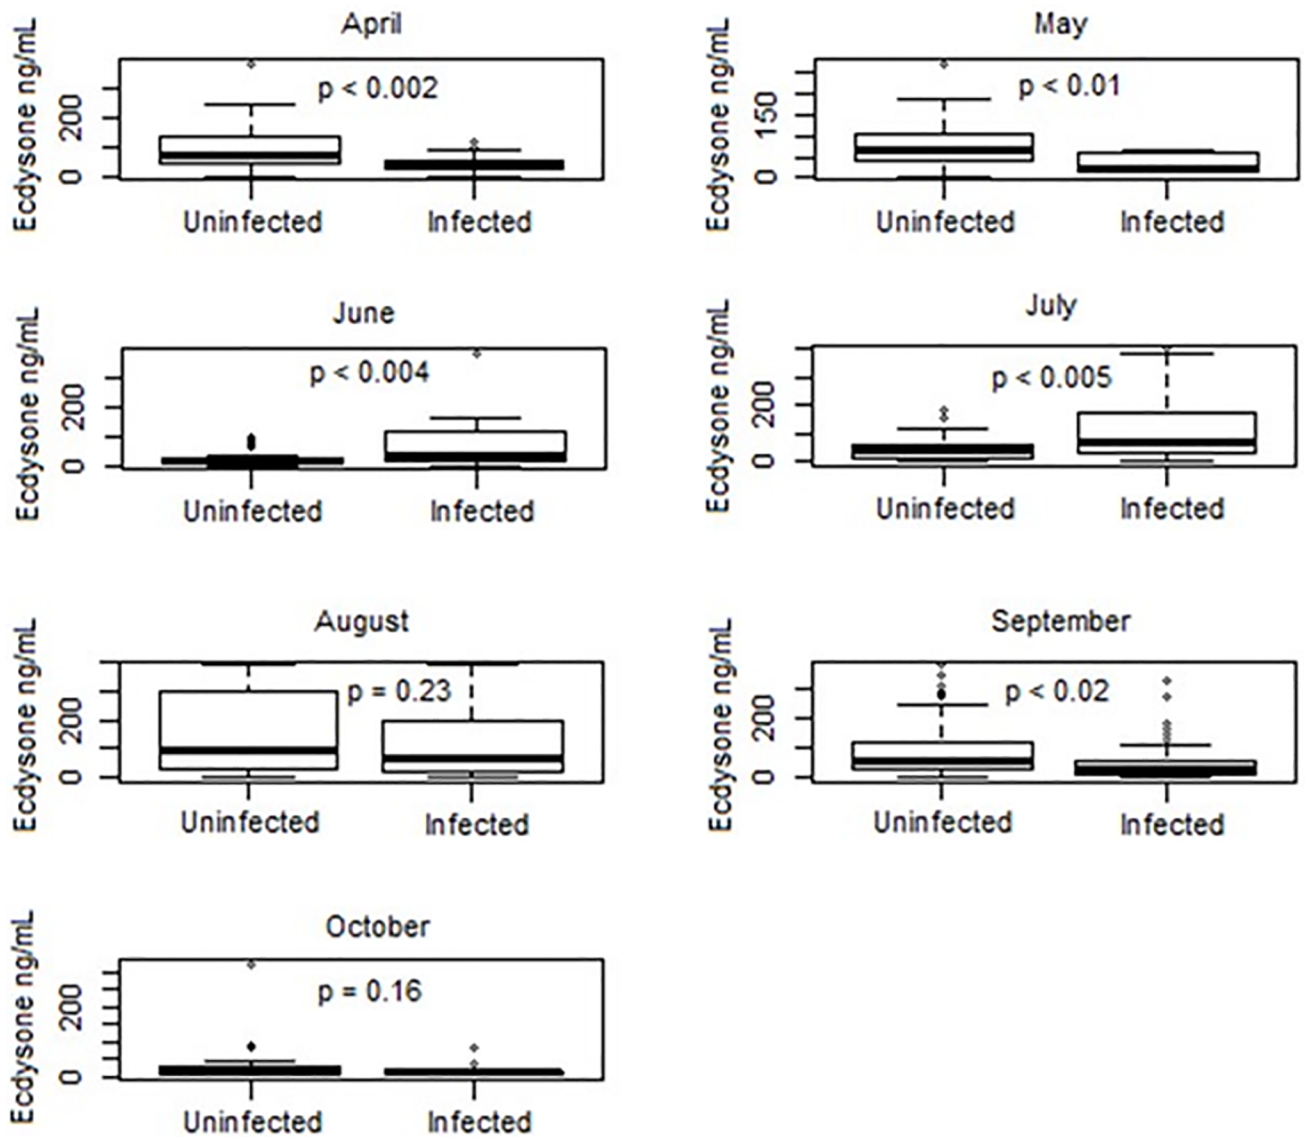 April
Ecdysone ng/mL
200
0
p < 0.002
Uninfected
Infected
May
Ecdysone ng/mL
150
0
p < 0.01
Uninfected
Infected
June
Ecdysone ng/mL
200
0
p < 0.004
Uninfected
Infected
July
Ecdysone ng/mL
200
0
p < 0.005
Uninfected
Infected
August
Ecdysone ng/mL
200
0
p = 0.23
Uninfected
Infected
September
Ecdysone ng/mL
200
0
p < 0.02
Uninfected
Infected
October
Ecdysone ng/mL
200
0
p = 0.16
Uninfected
Infected